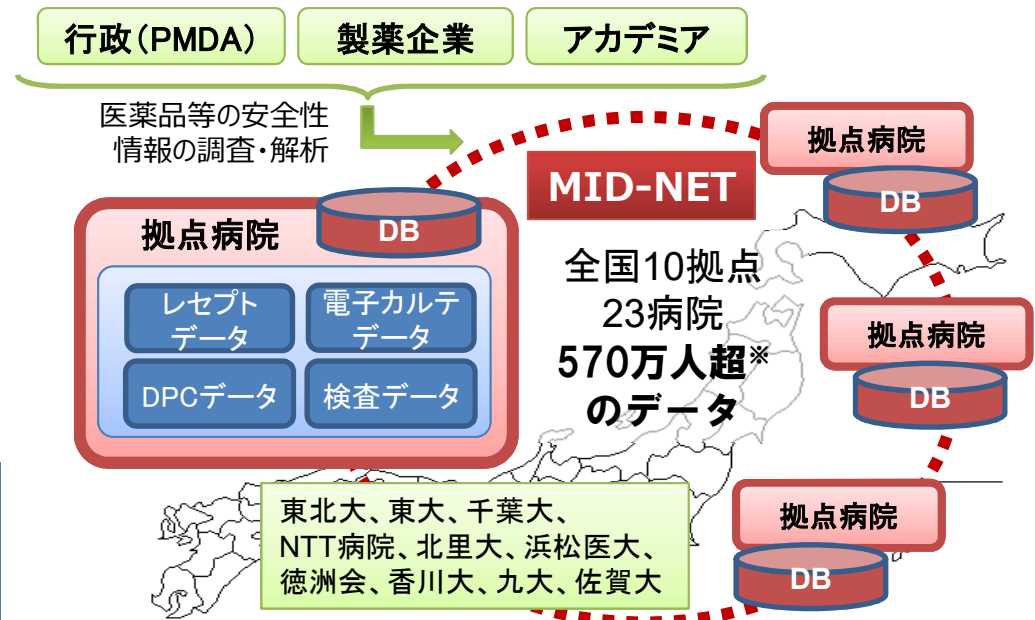 行政(PMDA)
製薬企業
アカデミア
医薬品等の安全性
情報の調査・解析
MID-NET
拠点病院
DB
レセプト
データ
電子カルテ
データ
DPCデータ
検査データ
全国10拠点
23病院
570万人超※
のデータ
拠点病院
DB
拠点病院
DB
拠点病院
DB
東北大、東大、千葉大、
NTT病院、北里大、浜松医大、
徳洲会、香川大、九大、佐賀大